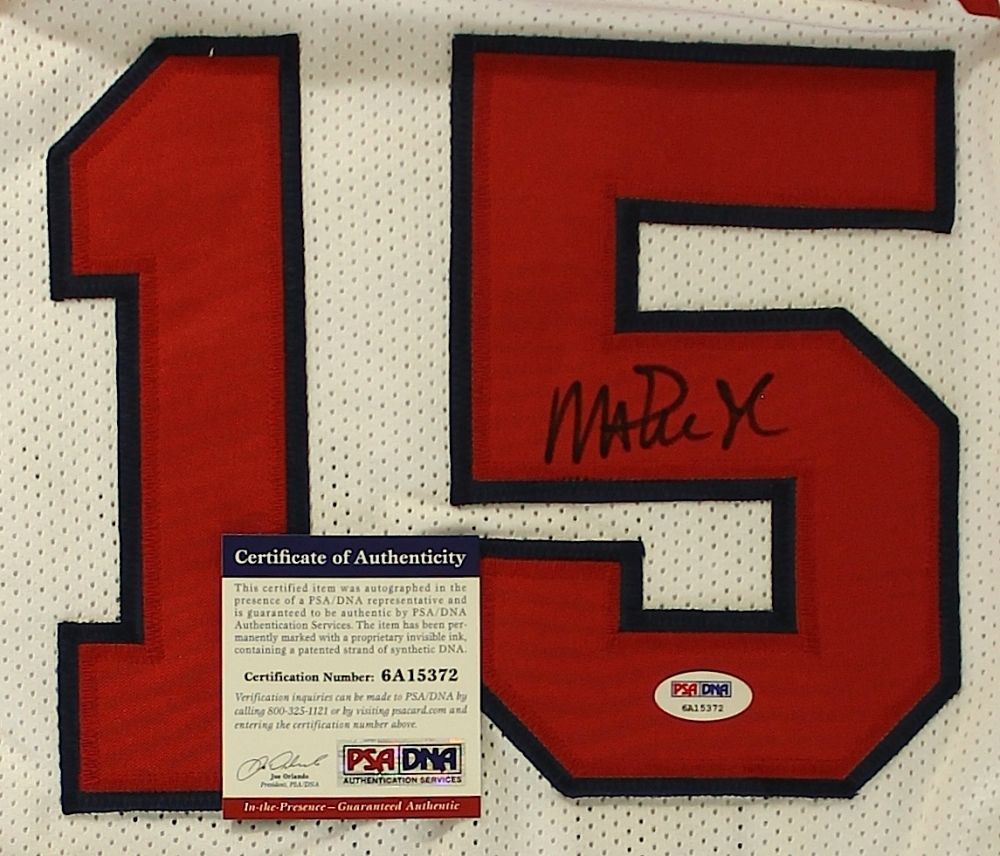 15
Certificate of Authenticity
This certified item was autographed in the
presence of a PSA/DNA representative and
is guaranteed to be authentic by PSA/DNA
Authentication Services. The item has been per-
manently marked with a proprietary invisible ink,
containing a patented strand of synthetic DNA.
Certification Number: 6A15372
Verification inquiries can be made to PSA/DNA by
calling 800-325-1121 or by visiting psacard.com and
entering the certification number above.
Joe Orlando
President, PSA/DNA
PSA DNA
AUTHENTICATION SERVICES
In-the-Presence – Guaranteed Authentic
PSA DNA
6A15372